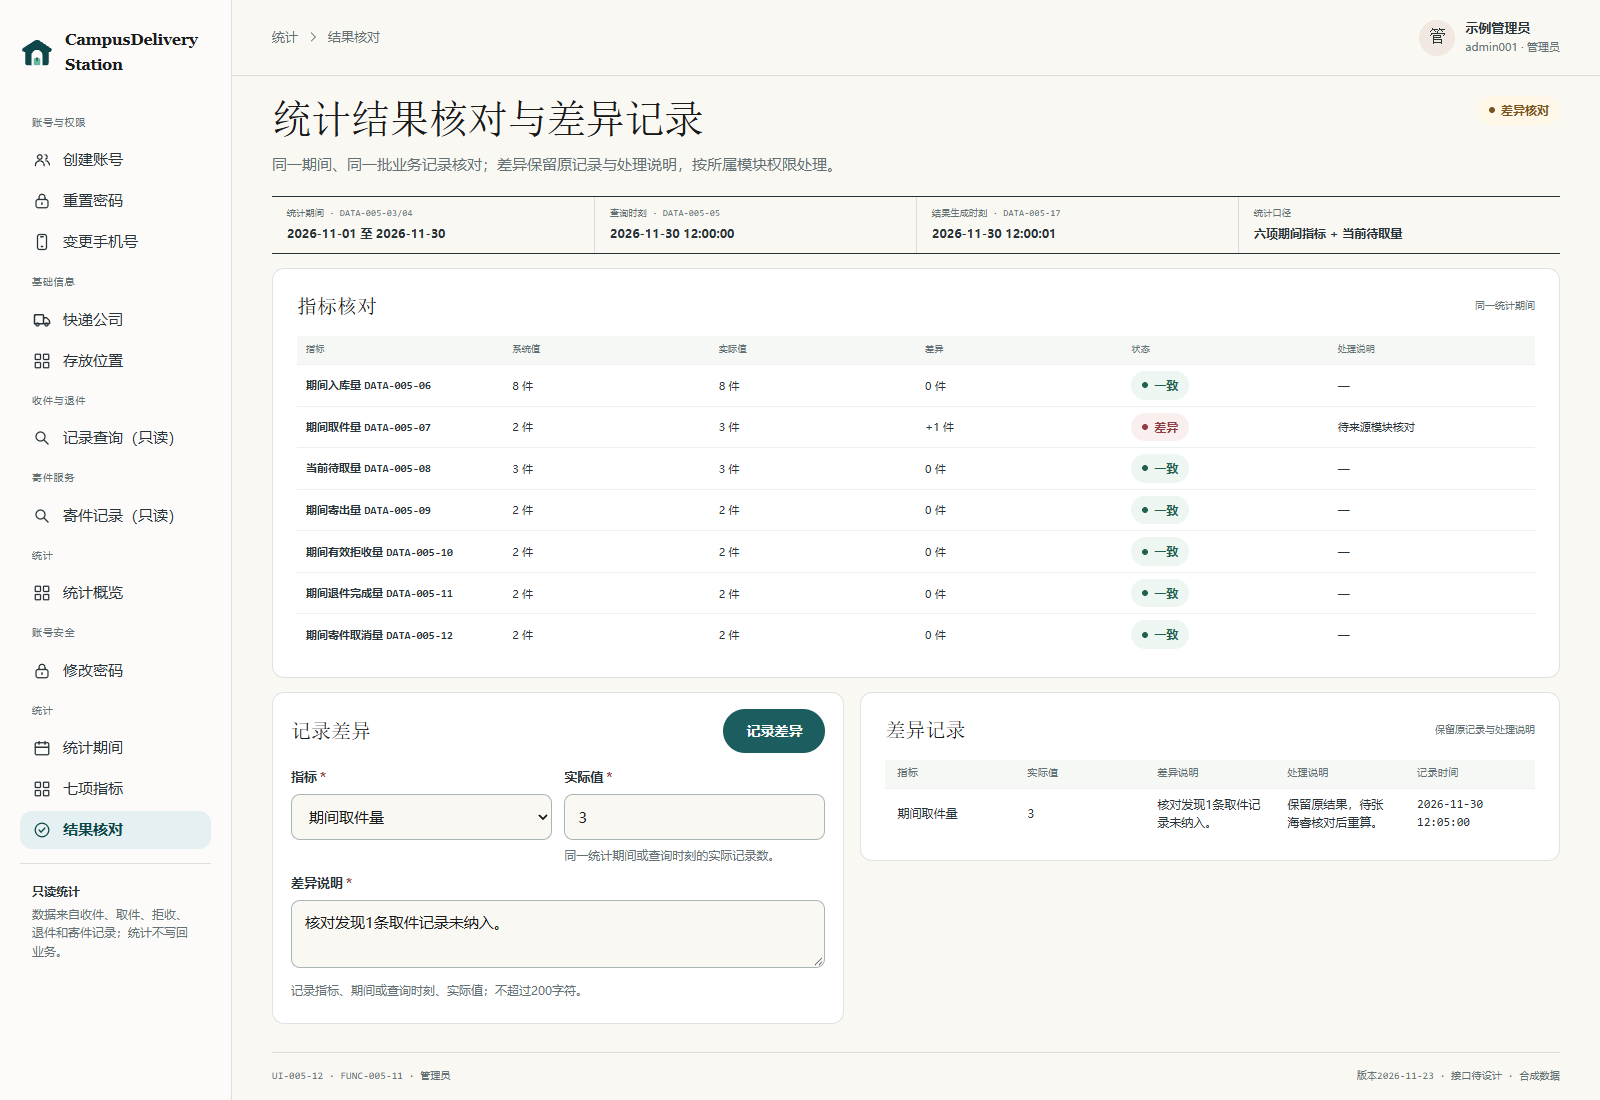 CampusDelivery
Station
账号与权限
创建账号
重置密码
变更手机号
基础信息
快递公司
存放位置
收件与退件
记录查询（只读）
寄件服务
寄件记录（只读）
统计
统计概览
账号安全
修改密码
统计
统计期间
七项指标
结果核对
只读统计
数据来自收件、取件、拒收、
退件和寄件记录；统计不写回
业务。
统计 > 结果核对
管
示例管理员
admin001 · 管理员
统计结果核对与差异记录
差异核对
同一期间、同一批业务记录核对；差异保留原记录与处理说明，按所属模块权限处理。
统计期间 · DATA-005-03/04
2026-11-01 至 2026-11-30
查询时刻 · DATA-005-05
2026-11-30 12:00:00
结果生成时刻 · DATA-005-17
2026-11-30 12:00:01
统计口径
六项期间指标 + 当前待取量
指标核对
同一统计期间
指标 系统值 实际值 差异 状态 处理说明
期间入库量 DATA-005-06 8 件 8 件 0 件 一致 —
期间取件量 DATA-005-07 2 件 3 件 +1 件 差异 待来源模块核对
当前待取量 DATA-005-08 3 件 3 件 0 件 一致 —
期间寄出量 DATA-005-09 2 件 2 件 0 件 一致 —
期间有效拒收量 DATA-005-10 2 件 2 件 0 件 一致 —
期间退件完成量 DATA-005-11 2 件 2 件 0 件 一致 —
期间寄件取消量 DATA-005-12 2 件 2 件 0 件 一致 —
记录差异
记录差异
指标 *
期间取件量
实际值 *
3
同一统计期间或查询时刻的实际记录数。
差异说明 *
核对发现1条取件记录未纳入。
记录指标、期间或查询时刻、实际值；不超过200字符。
差异记录
保留原记录与处理说明
指标 实际值 差异说明 处理说明 记录时间
期间取件量 3 核对发现1条取件记录未纳入。 保留原结果，待张海睿核对后重算。 2026-11-30 12:05:00
UI-005-12 · FUNC-005-11 · 管理员
版本2026-11-23 · 接口待设计 · 合成数据